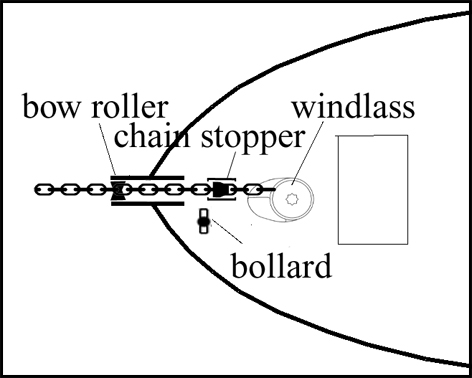 bow roller
windlass
chain stopper
bollard